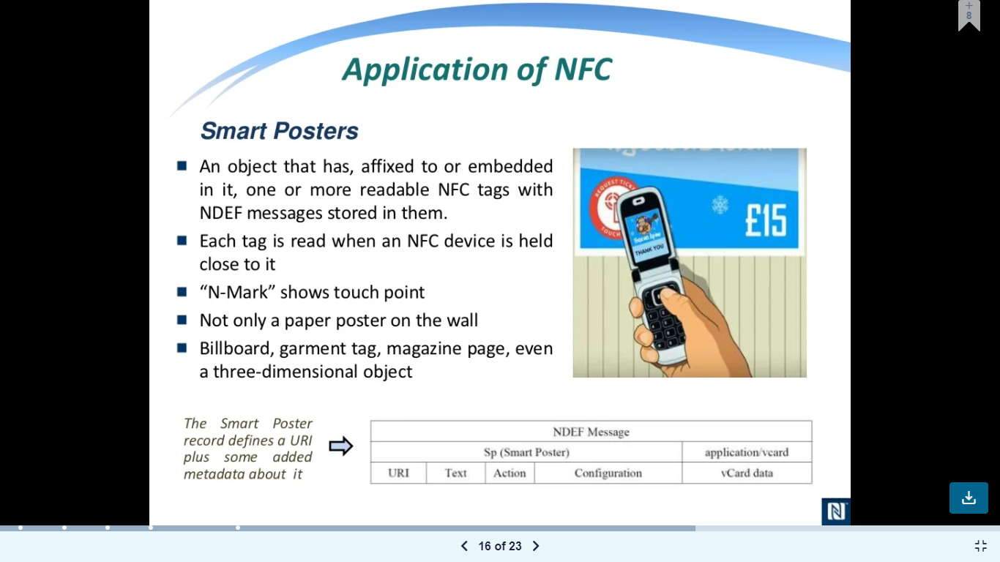 +
8
Application of NFC
Smart Posters
An object that has, affixed to or embedded
in it, one or more readable NFC tags with
NDEF messages stored in them.
Each tag is read when an NFC device is held
close to it
“N-Mark” shows touch point
Not only a paper poster on the wall
Billboard, garment tag, magazine page, even
a three-dimensional object
REQUEST TICK
TOUCH
£15
THANK YOU
The Smart Poster
record defines a URI
plus some added
metadata about it
NDEF Message
Sp (Smart Poster) application/vcard
URI Text Action Configuration vCard data
16 of 23